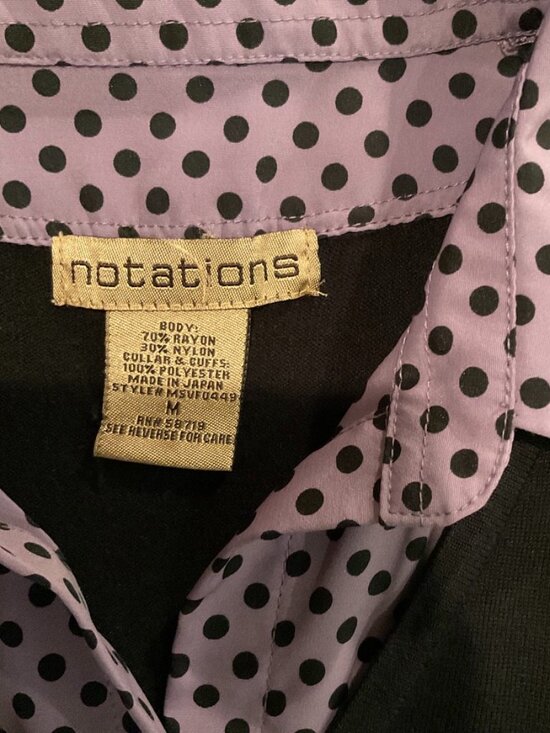 notations
BODY:
70% RAYON
30% NYLON
COLLAR & CUFFS:
100% POLYESTER
MADE IN JAPAN
STYLE# MSVF0449
M
RN# 58719
SEE REVERSE FOR CARE